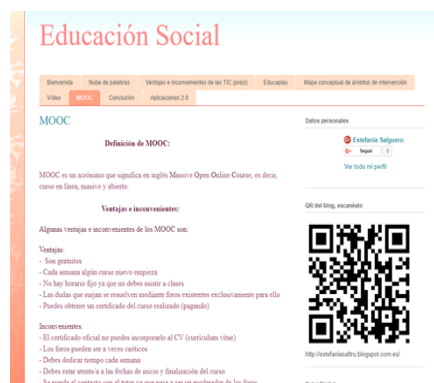 Educación Social
Bienvenida
Nube de palabras
Ventajas e inconvenientes de las TIC (prezi)
Educaplay
Mapa conceptual de ámbitos de intervención
Vídeo
MOOC
Conclusión
Aplicaciones 2.0
MOOC
Definición de MOOC:
MOOC es un acrónimo que significa en inglés Massive Open Online Course, es decir,
curso en línea, masivo y abierto.
Ventajas e inconvenientes:
Algunas ventajas e inconvenientes de los MOOC son:
Ventajas:
- Son gratuitos
- Cada semana algún curso nuevo empieza
- No hay horario fijo ya que no debes asistir a clases
- Las dudas que surjan se resuelven mediante foros existentes exclusivamente para ello
- Puedes obtener un certificado del curso realizado (pagando)
Inconvenientes:
- El certificado oficial no puedes incorporarlo al CV (curriculum vitae)
- Los foros pueden ser a veces caóticos
- Debes dedicar tiempo cada semana
- Debes estar atento/a a las fechas de inicio y finalización del curso
Datos personales
Estefanía Salguero
G+ Seguir 0
Ver todo mi perfil
QR del blog, escanéalo
http://estefaniasaltru.blogspot.com.es/